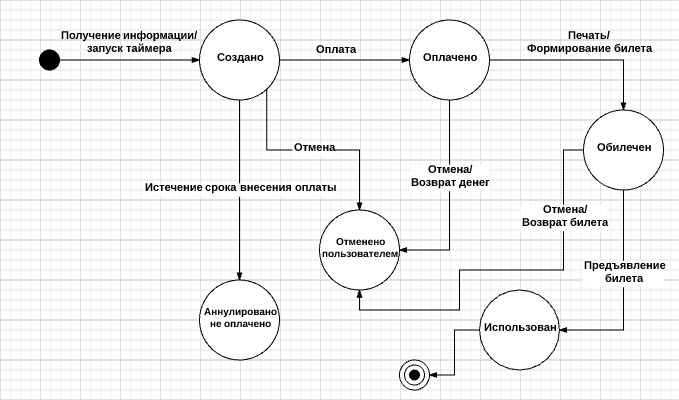 Получение информации/
запуск таймера
Создано
Оплата
Оплачено
Печать/
Формирование билета
Обилечен
Отмена
Отмена/
Возврат денег
Истечение срока внесения оплаты
Отмена/
Возврат билета
Отменено
пользователем
Предъявление
билета
Аннулировано
не оплачено
Использован